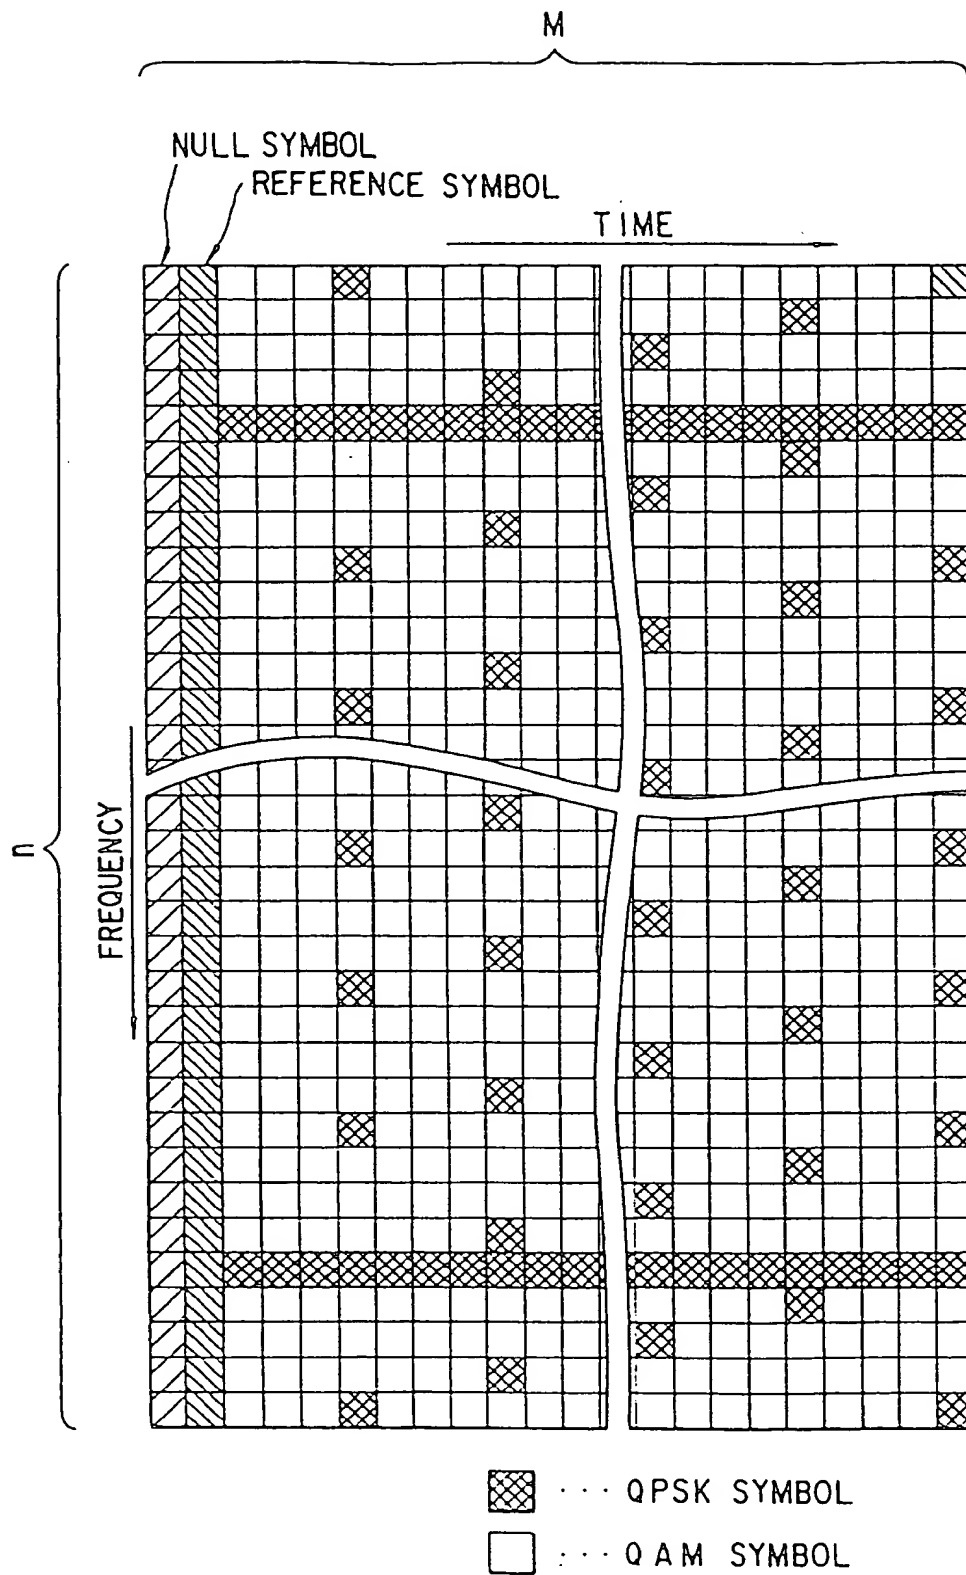 M
NULL SYMBOL
REFERENCE SYMBOL
TIME
n
FREQUENCY
··· QPSK SYMBOL
··· QAM SYMBOL